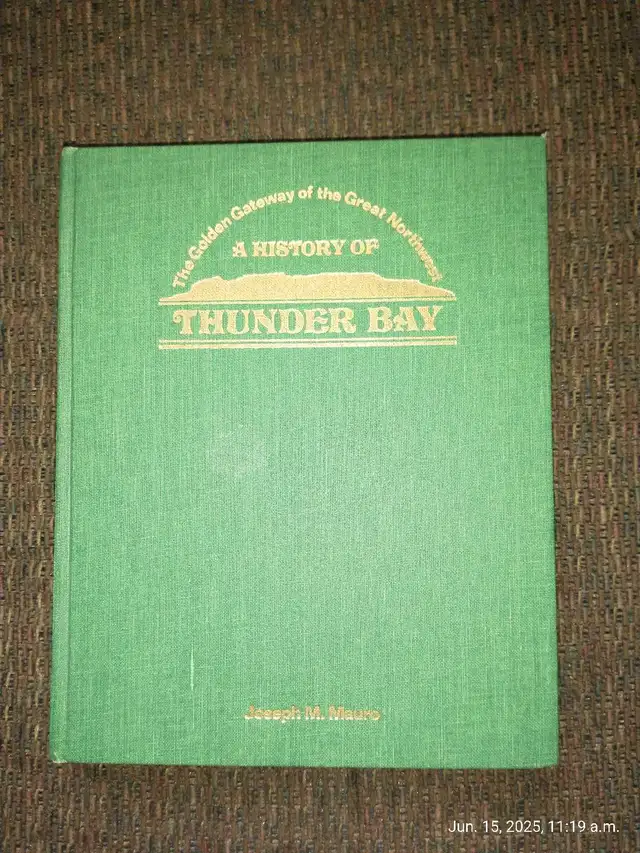 The Golden Gateway of the Great Northwest
A HISTORY OF
THUNDER BAY
Joseph M. Mauro
Jun. 15, 2025, 11:19 a.m.